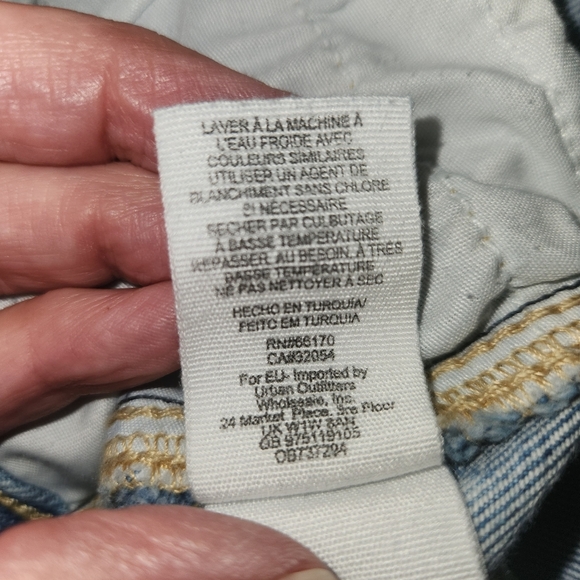 LAVER À LA MACHINE À
L'EAU FROIDE AVEC
COULEURS SIMILAIRES
UTILISER UN AGENT DE
BLANCHIMENT SANS CHLORE
SI NÉCESSAIRE
SÉCHER PAR CULBUTAGE
À BASSE TEMPÉRATURE
REPASSER, AU BESOIN, À TRÈS
BASSE TEMPÉRATURE
NE PAS NETTOYER À SEC
HECHO EN TURQUIA/
FEITO EM TURQUIA
RN#66170
CA#32054
For EU- Imported by
Urban Outfitters
Wholesale, Inc.
24 Market Place, 3rd Floor
UK W1W 8AN
GB 975119105
OB737204